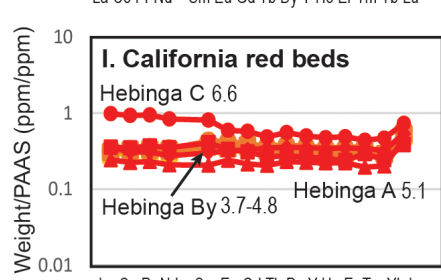 Weight/PAAS (ppm/ppm)
10
1
0.1
0.01
I. California red beds
Hebinga C 6.6
Hebinga A 5.1
Hebinga By 3.7-4.8